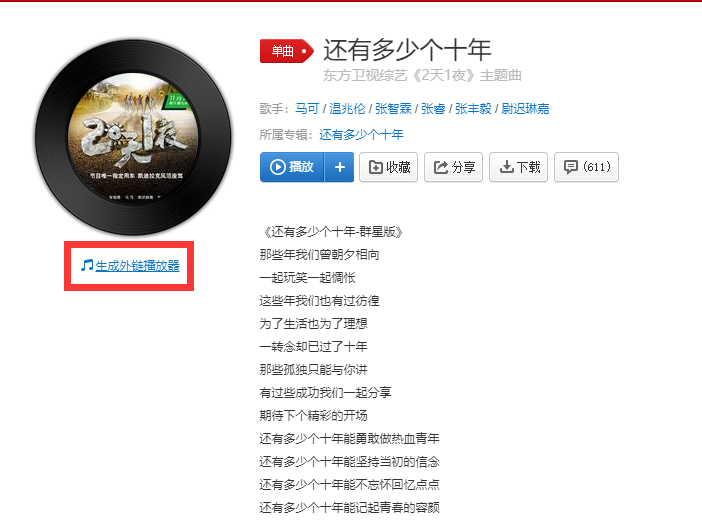 单曲
还有多少个十年
东方卫视综艺《2天1夜》主题曲
歌手：马可 / 温兆伦 / 张智霖 / 张睿 / 张丰毅 / 尉迟琳嘉
所属专辑：还有多少个十年
播放 + 收藏 分享 下载 (611)
2天1夜
节目唯一指定用车 凯迪拉克风范座驾
生成外链播放器
《还有多少个十年-群星版》
那些年我们曾朝夕相向
一起玩笑一起惆怅
这些年我们也有过彷徨
为了生活也为了理想
一转念却已过了十年
那些孤独只能与你讲
有过些成功我们一起分享
期待下个精彩的开场
还有多少个十年能勇敢做热血青年
还有多少个十年能坚持当初的信念
还有多少个十年能不忘怀回忆点点
还有多少个十年能记起青春的容颜